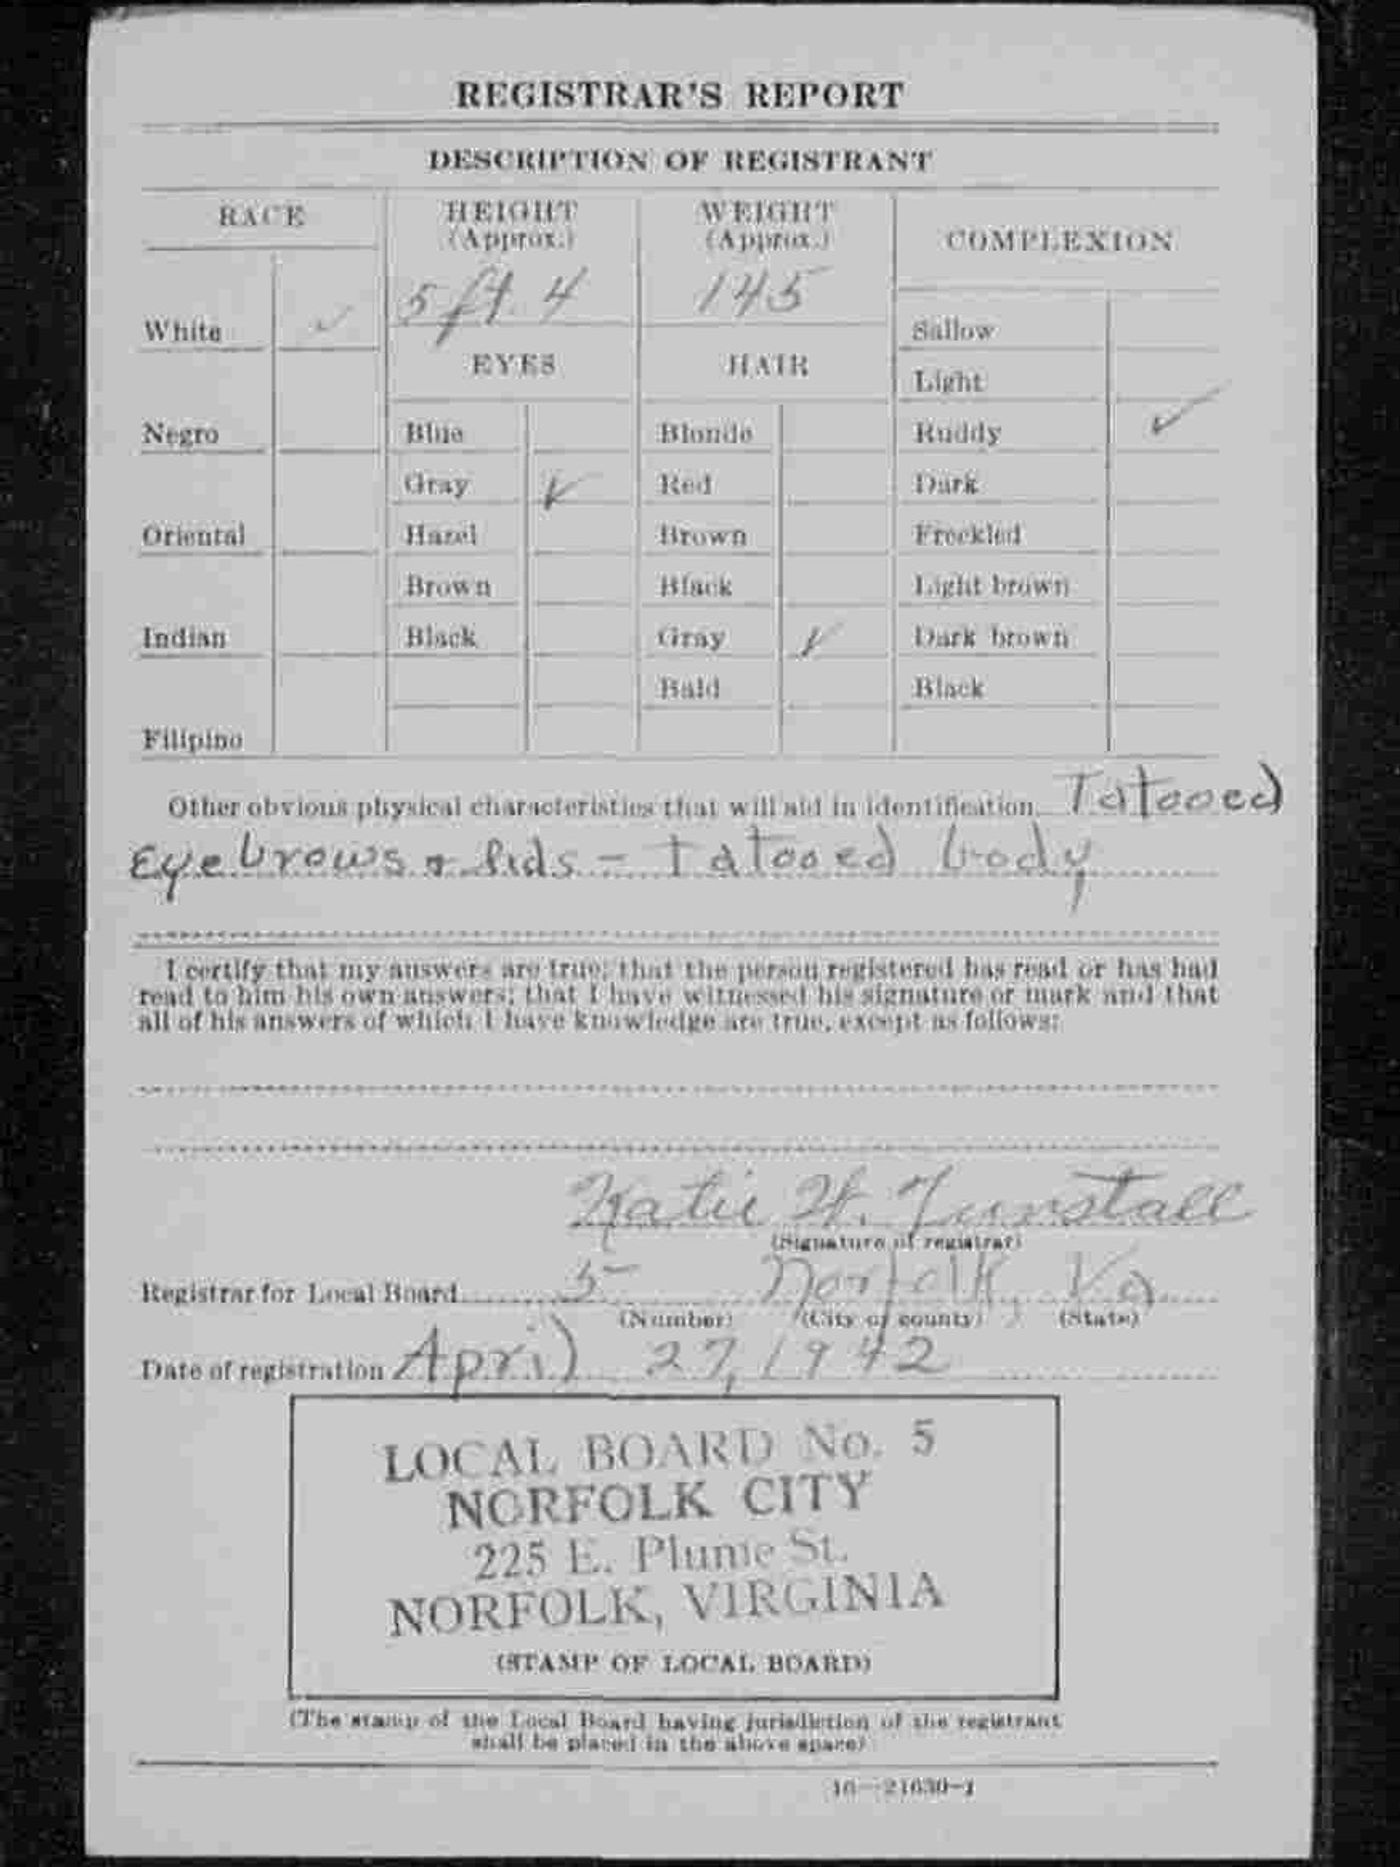 REGISTRAR'S REPORT
DESCRIPTION OF REGISTRANT
RACE HEIGHT (Approx.) WEIGHT (Approx.) COMPLEXION
5 ft. 4 145
White ✓ Sallow
EYES HAIR
Light
Negro Blue Blonde Ruddy ✓
Gray ✓ Red Dark
Oriental Hazel Brown Freckled
Brown Black Light brown
Indian Black Gray ✓ Dark brown
Bald Black
Filipino
Other obvious physical characteristics that will aid in identification Tatooed
Eyebrows & lids - tatooed body
I certify that my answers are true; that the person registered has read or has had
read to him his own answers; that I have witnessed his signature or mark and that
all of his answers of which I have knowledge are true, except as follows:
Katie W. Tunstall
(Signature of registrar)
Registrar for Local Board 5 Norfolk, Va
(Number) (City or county) (State)
Date of registration April 27, 1942
LOCAL BOARD No. 5
NORFOLK CITY
225 E. Plume St.
NORFOLK, VIRGINIA
(STAMP OF LOCAL BOARD)
(The stamp of the Local Board having jurisdiction of the registrant
shall be placed in the above space)
16—21630-1